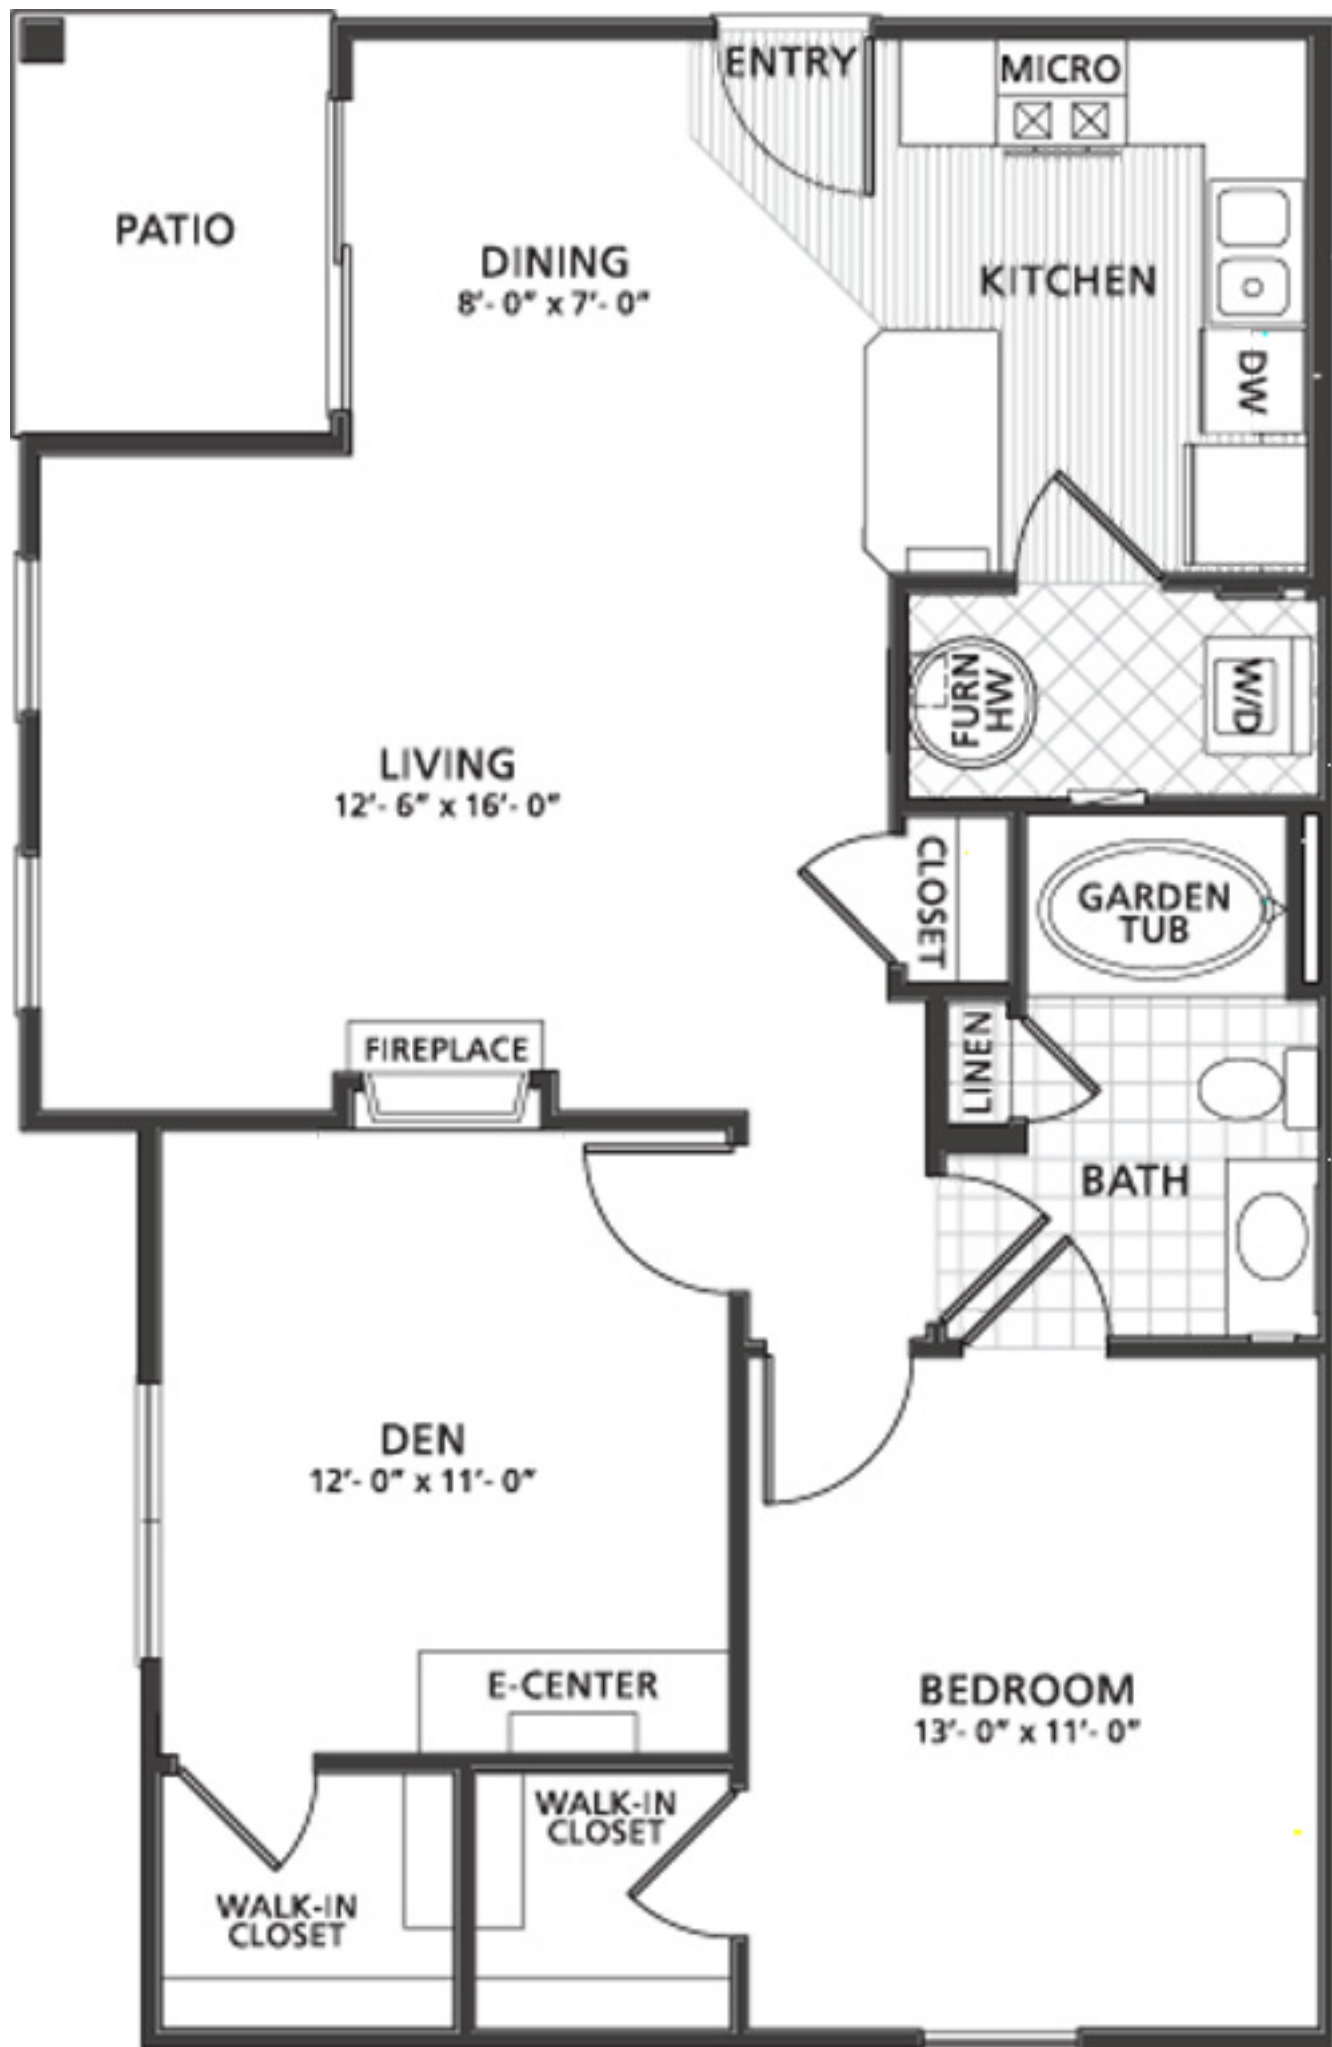 ENTRY
MICRO
PATIO
DINING
8'- 0" x 7'- 0"
KITCHEN
DW
FURN
HW
W/D
LIVING
12'- 6" x 16'- 0"
CLOSET
GARDEN
TUB
FIREPLACE
LINEN
BATH
DEN
12'- 0" x 11'- 0"
E-CENTER
BEDROOM
13'- 0" x 11'- 0"
WALK-IN
CLOSET
WALK-IN
CLOSET